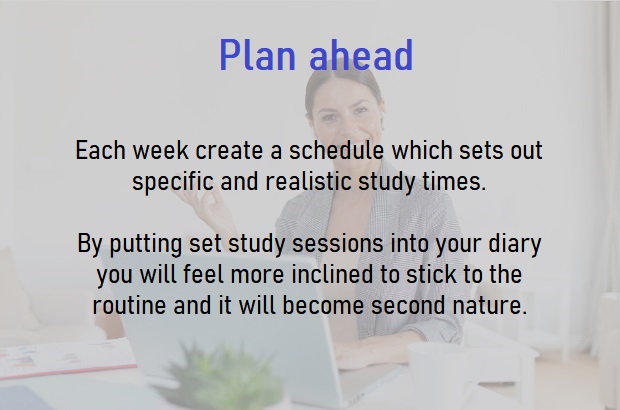 Plan ahead
Each week create a schedule which sets out
specific and realistic study times.
By putting set study sessions into your diary
you will feel more inclined to stick to the
routine and it will become second nature.